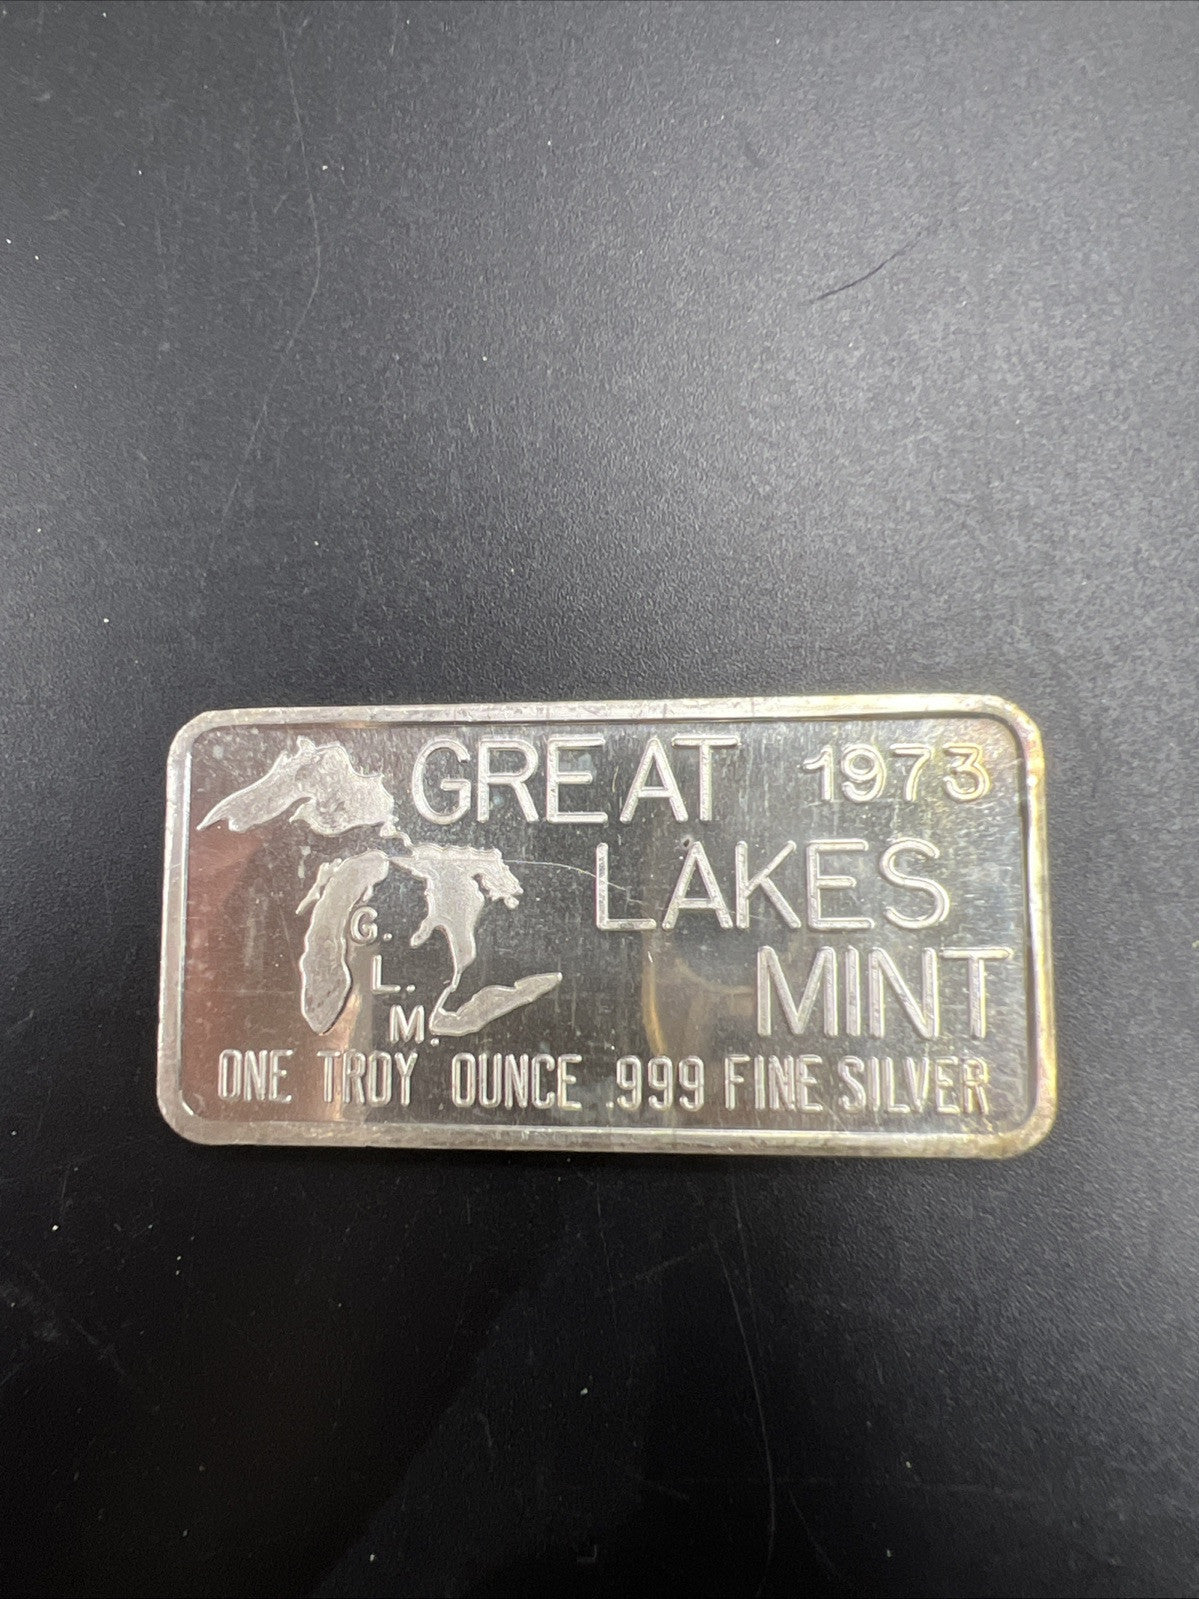 GREAT 1973
LAKES
G.
L.
MINT
M.
ONE TROY OUNCE .999 FINE SILVER